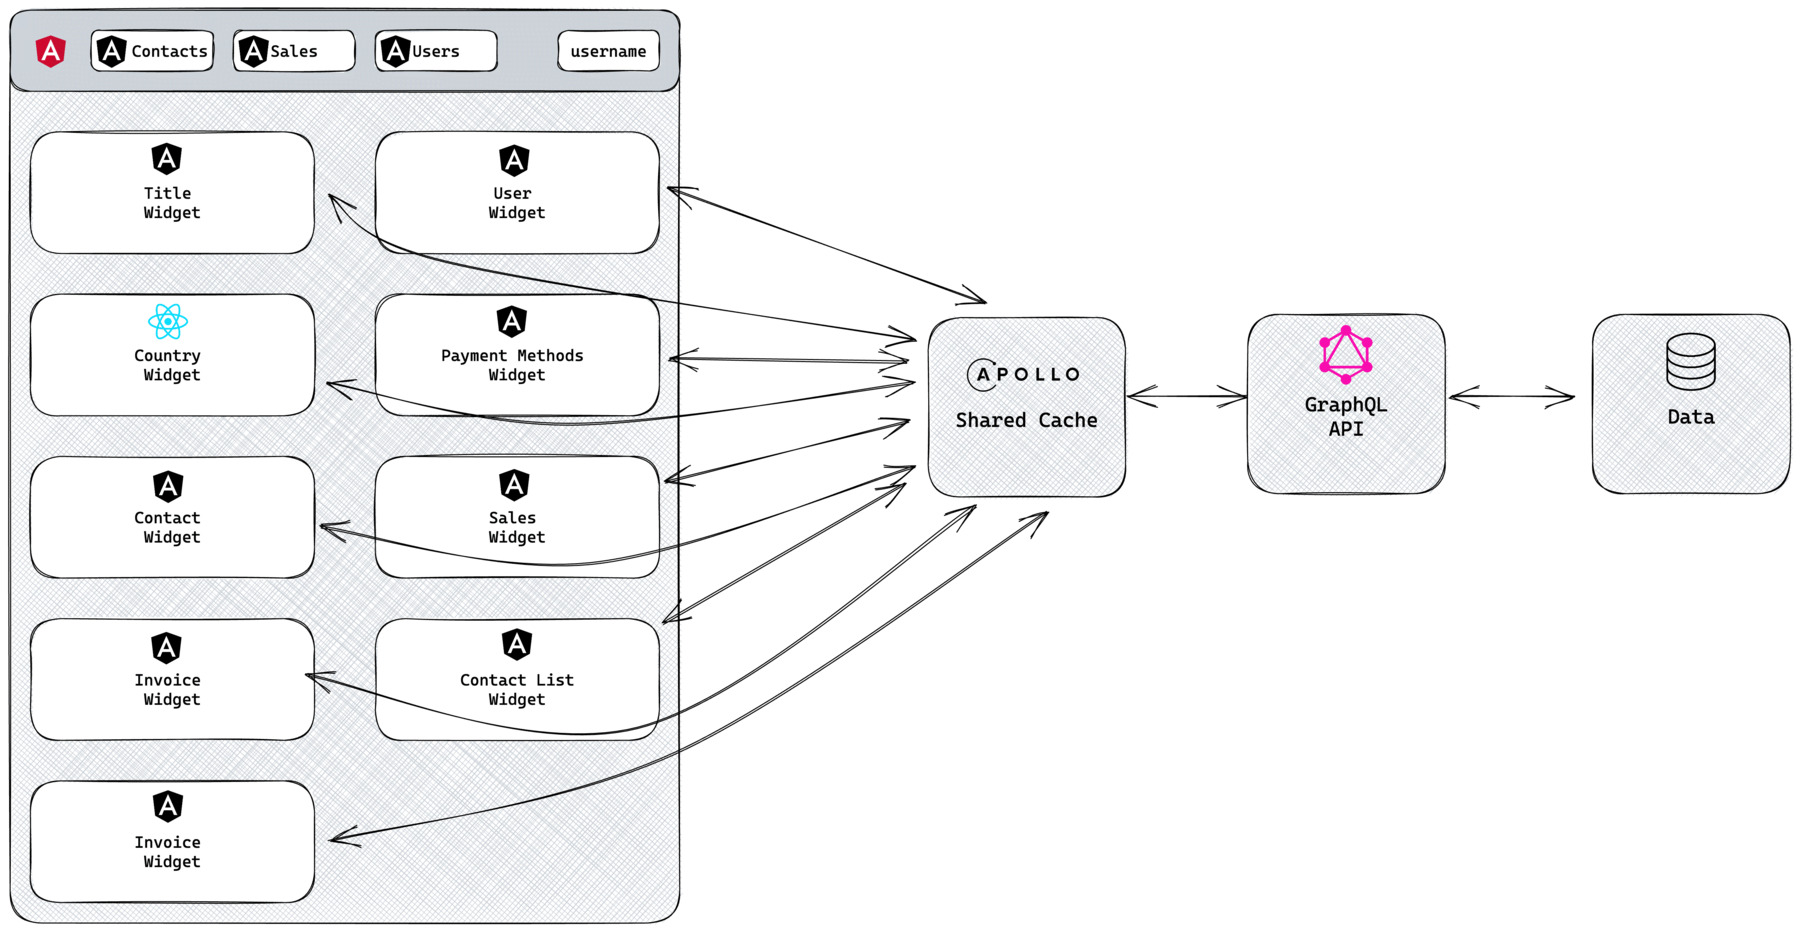 Contacts
Sales
Users
username
Title
Widget
User
Widget
Country
Widget
Payment Methods
Widget
Contact
Widget
Sales
Widget
Invoice
Widget
Contact List
Widget
Invoice
Widget
APOLLO
Shared Cache
GraphQL
API
Data